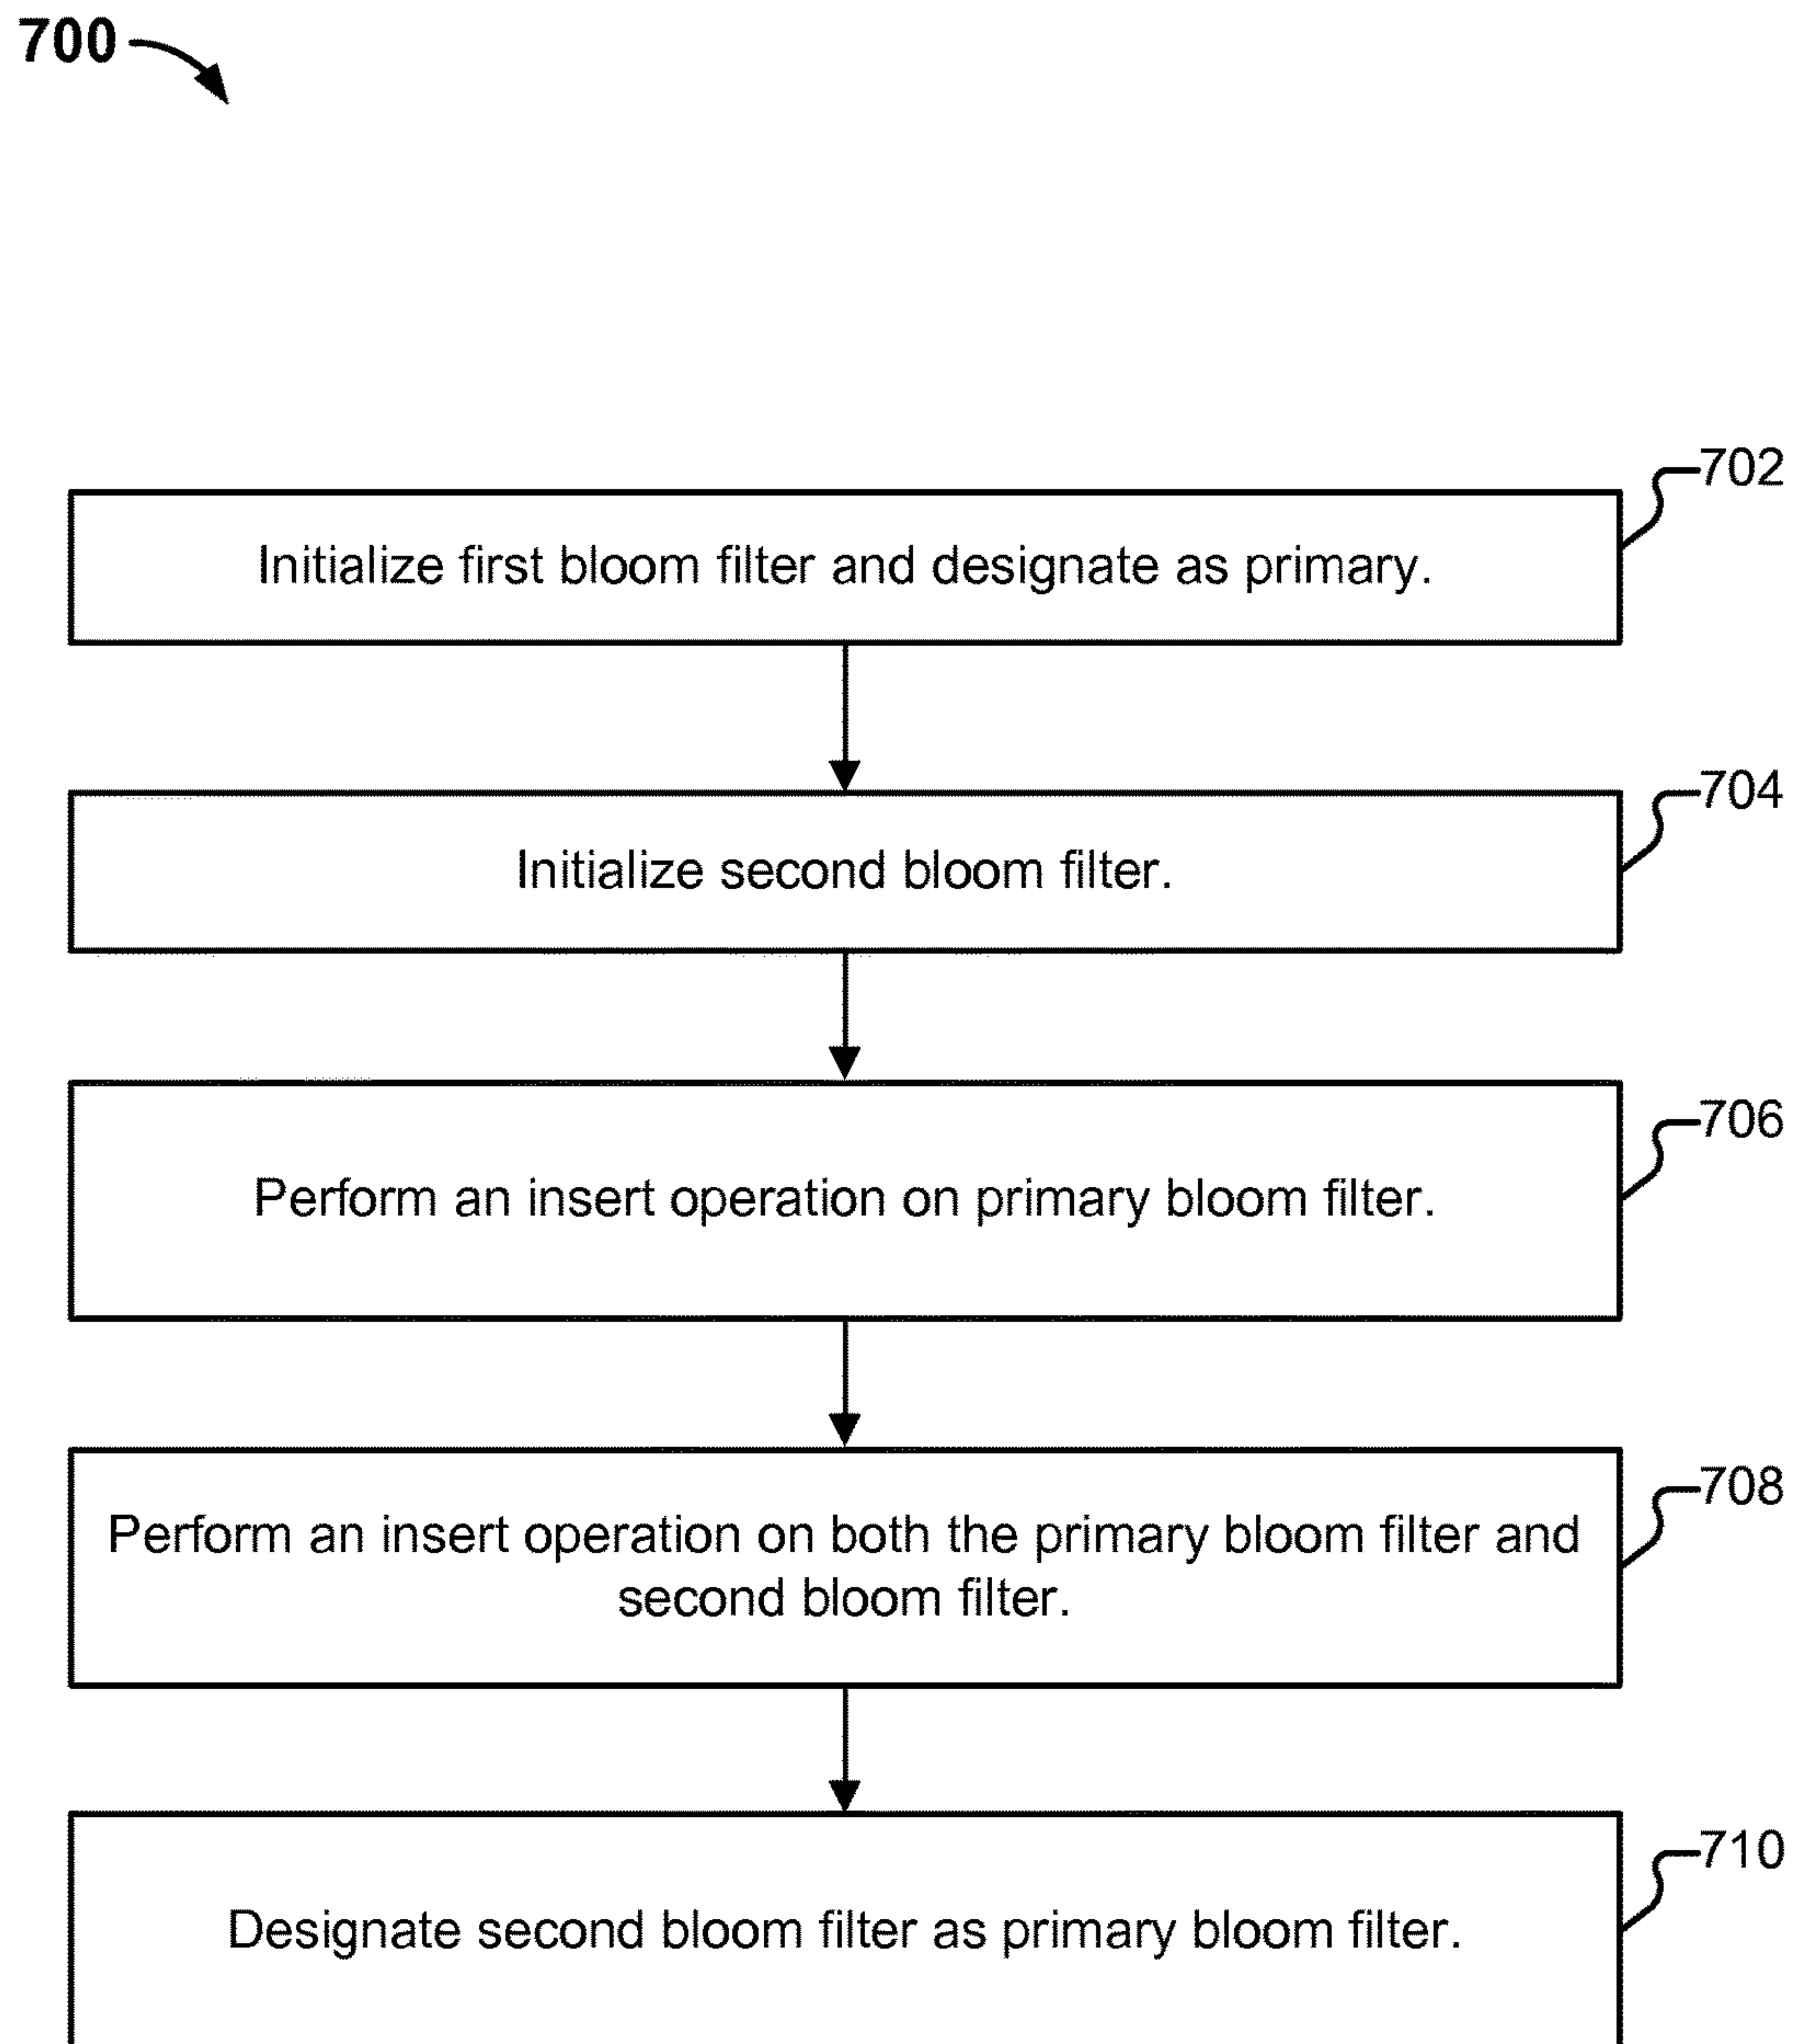 700
702
Initialize first bloom filter and designate as primary.
704
Initialize second bloom filter.
706
Perform an insert operation on primary bloom filter.
708
Perform an insert operation on both the primary bloom filter and
second bloom filter.
710
Designate second bloom filter as primary bloom filter.